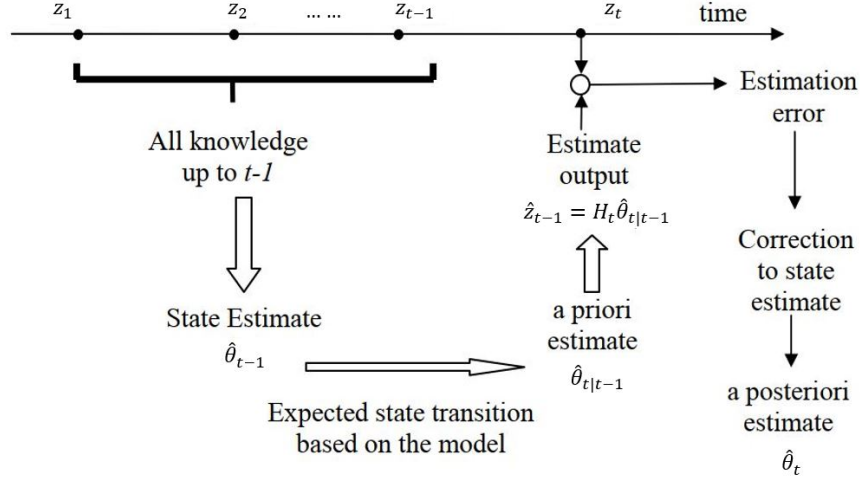 z₁ z₂ ... ... zₜ₋₁ zₜ time
All knowledge
up to t-1
State Estimate
θ̂ₜ₋₁
Expected state transition
based on the model
a priori
estimate
θ̂ₜ|ₜ₋₁
Estimate
output
ẑₜ₋₁ = Hₜθ̂ₜ|ₜ₋₁
Estimation
error
Correction
to state
estimate
a posteriori
estimate
θ̂ₜ